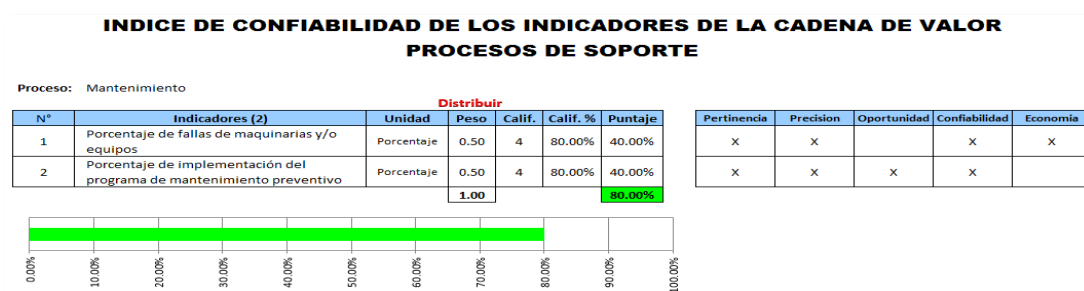 INDICE DE CONFIABILIDAD DE LOS INDICADORES DE LA CADENA DE VALOR
PROCESOS DE SOPORTE
Proceso: Mantenimiento
Distribuir
N° Indicadores (2) Unidad Peso Calif. Calif. % Puntaje Pertinencia Precision Oportunidad Confiabilidad Economia
1 Porcentaje de fallas de maquinarias y/o equipos Porcentaje 0.50 4 80.00% 40.00% X X X X
2 Porcentaje de implementación del programa de mantenimiento preventivo Porcentaje 0.50 4 80.00% 40.00% X X X X
1.00 80.00%
0.00% 10.00% 20.00% 30.00% 40.00% 50.00% 60.00% 70.00% 80.00% 90.00% 100.00%